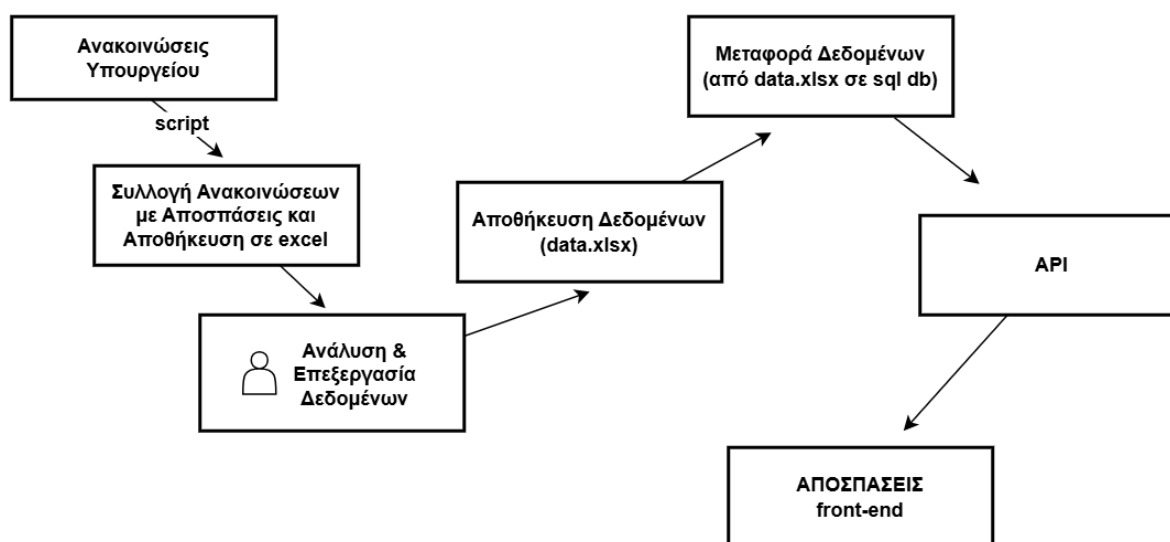 Ανακοινώσεις
Υπουργείου
script
Συλλογή Ανακοινώσεων
με Αποσπάσεις και
Αποθήκευση σε excel
Ανάλυση &
Επεξεργασία
Δεδομένων
Αποθήκευση Δεδομένων
(data.xlsx)
Μεταφορά Δεδομένων
(από data.xlsx σε sql db)
API
ΑΠΟΣΠΑΣΕΙΣ
front-end